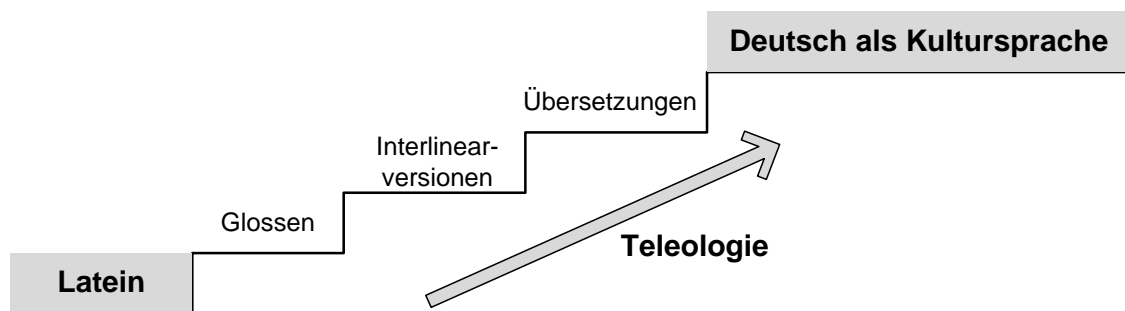 Deutsch als Kultursprache
Übersetzungen
Interlinear-
versionen
Glossen
Teleologie
Latein